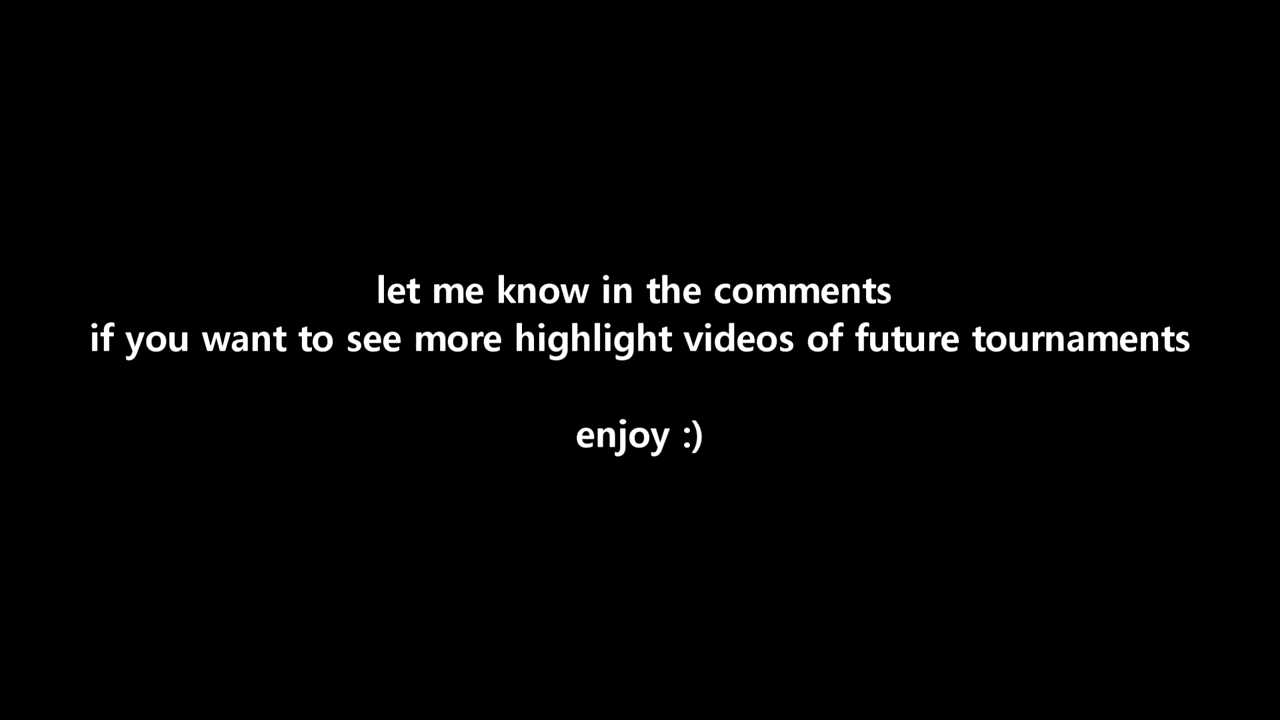 let me know in the comments
if you want to see more highlight videos of future tournaments
enjoy :)